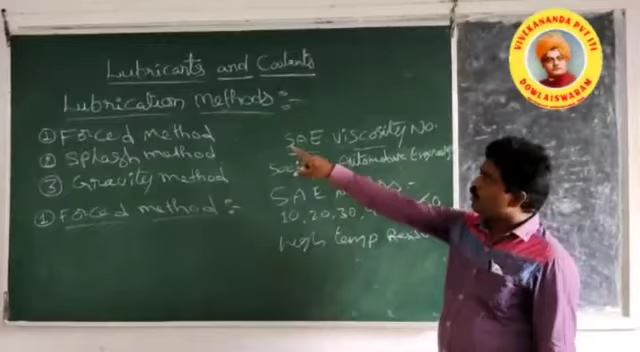 Lubricants and Coolants
Lubrication Methods :-
① Forced Method
② Splash method
③ Gravity method
① Forced method :-
SAE Viscosity No.
Automotive
SAE
10, 20, 30,
high temp
VIVEKANANDA PVT ITI
DOWLAISWARAM